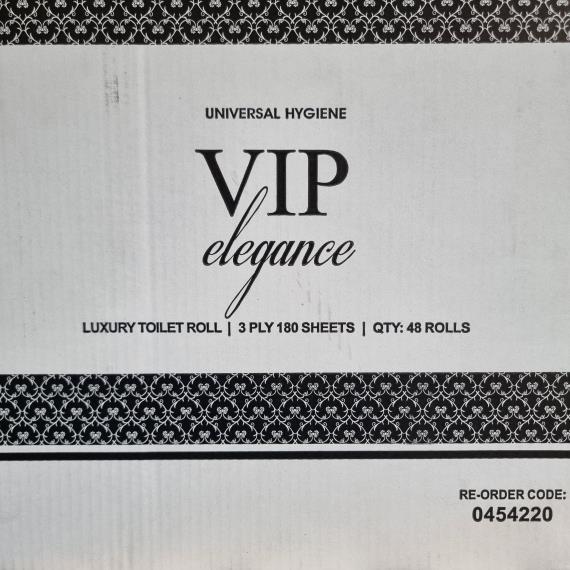 UNIVERSAL HYGIENE
VIP
elegance
LUXURY TOILET ROLL | 3 PLY 180 SHEETS | QTY: 48 ROLLS
RE-ORDER CODE:
0454220